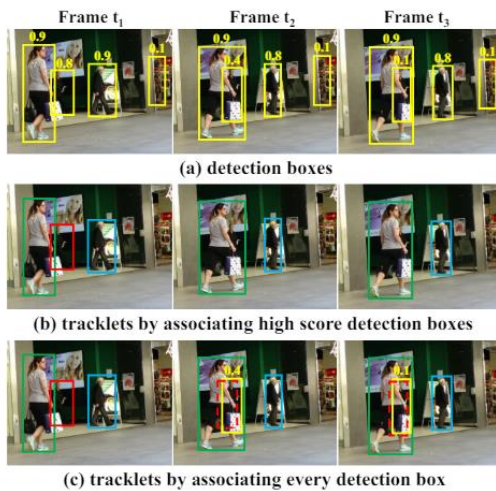 Frame t1 Frame t2 Frame t3
0.9 0.8 0.9 0.1 0.9 0.4 0.8 0.1 0.9 0.1 0.8 0.1
(a) detection boxes
(b) tracklets by associating high score detection boxes
0.4 0.1
(c) tracklets by associating every detection box